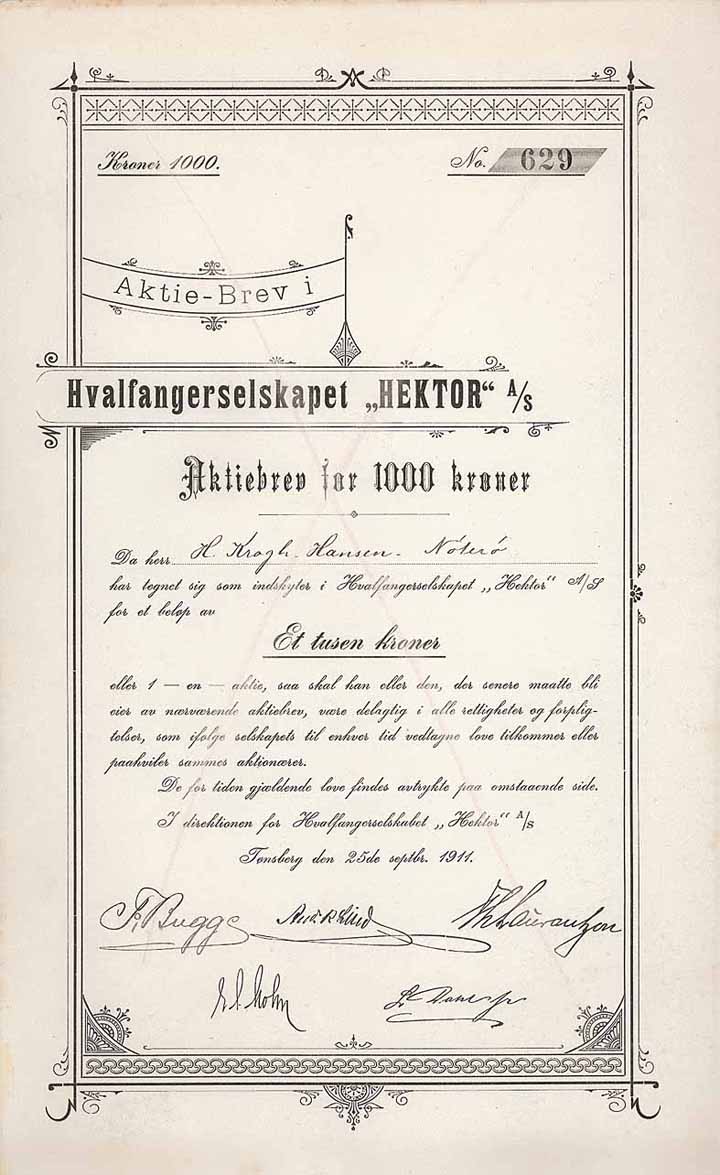 Kroner 1000.
No. 629
Aktie-Brev i
Hvalfangerselskapet „HEKTOR“ A/S
Aktiebrev for 1000 kroner
Da herr H. Krogh-Hansen - Nøterø
har tegnet sig som indskyter i Hvalfangerselskapet „Hektor“ A/S
for et beløp av
Et tusen kroner
eller 1 — en — aktie, saa skal han eller den, der senere maatte bli
eier av nærværende aktiebrev, være delagtig i alle rettigheter og forplig-
telser, som ifølge selskapets til enhver tid vedtagne love tilkommer eller
paahviler sammes aktionærer.
De for tiden gjældende love findes avtrykte paa omstaaende side.
I direktionen for Hvalfangerselskabet „Hektor“ A/S
Tønsberg den 25de septbr. 1911.
F. Bugge